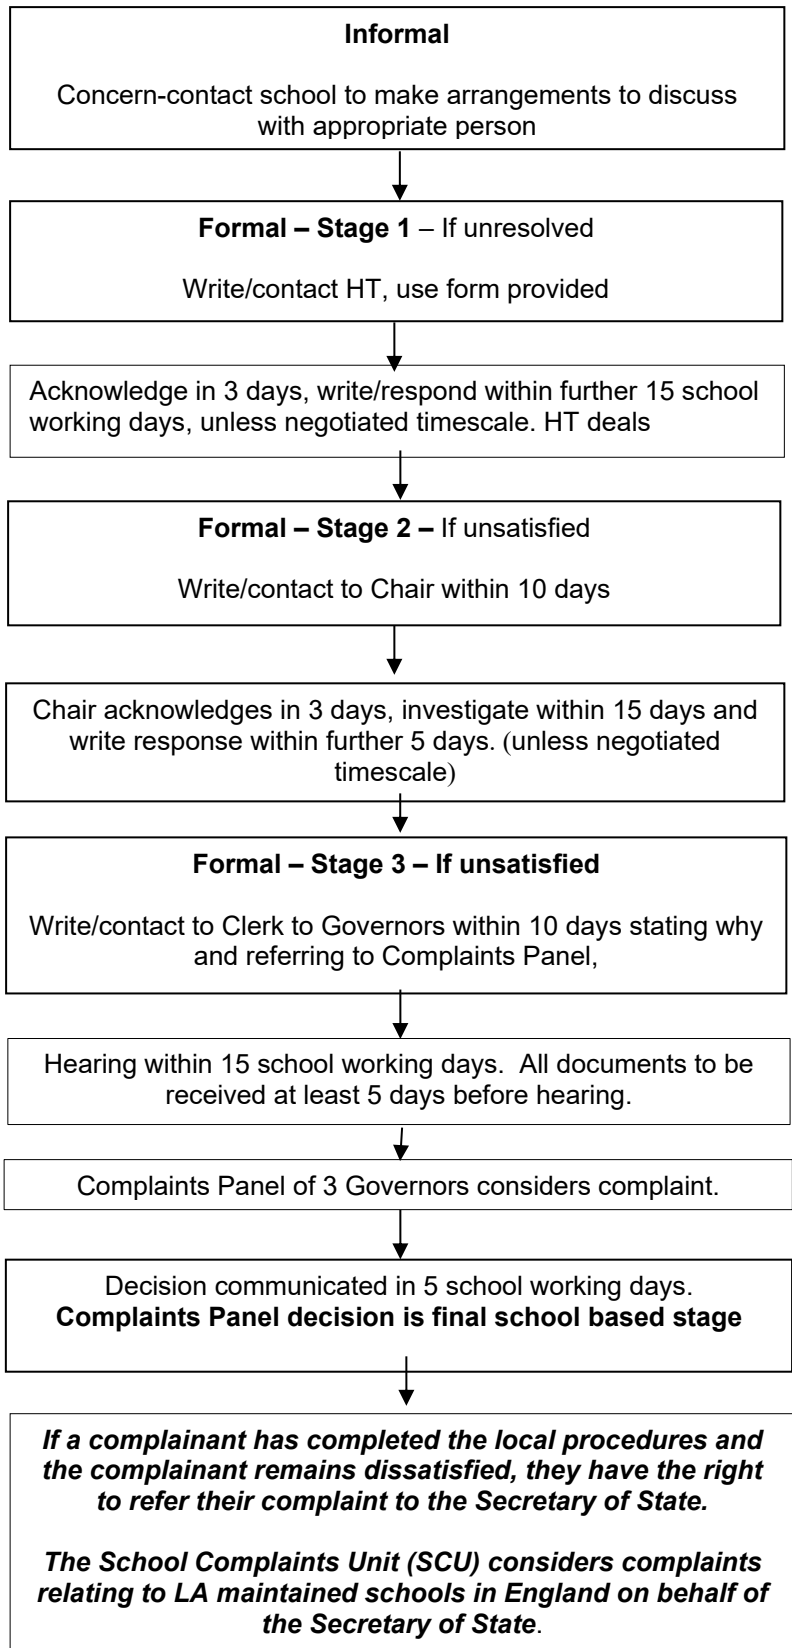 Informal
Concern-contact school to make arrangements to discuss
with appropriate person
Formal – Stage 1 – If unresolved
Write/contact HT, use form provided
Acknowledge in 3 days, write/respond within further 15 school
working days, unless negotiated timescale. HT deals
Formal – Stage 2 – If unsatisfied
Write/contact to Chair within 10 days
Chair acknowledges in 3 days, investigate within 15 days and
write response within further 5 days. (unless negotiated
timescale)
Formal – Stage 3 – If unsatisfied
Write/contact to Clerk to Governors within 10 days stating why
and referring to Complaints Panel,
Hearing within 15 school working days.  All documents to be
received at least 5 days before hearing.
Complaints Panel of 3 Governors considers complaint.
Decision communicated in 5 school working days.
Complaints Panel decision is final school based stage
If a complainant has completed the local procedures and
the complainant remains dissatisfied, they have the right
to refer their complaint to the Secretary of State.
The School Complaints Unit (SCU) considers complaints
relating to LA maintained schools in England on behalf of
the Secretary of State.